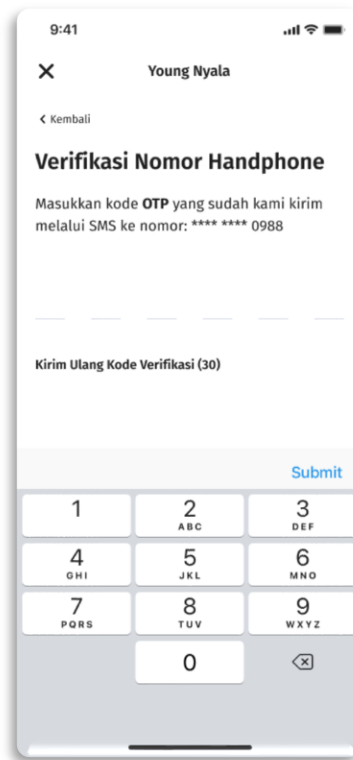 9:41
Young Nyala
Kembali
Verifikasi Nomor Handphone
Masukkan kode OTP yang sudah kami kirim
melalui SMS ke nomor: **** **** 0988
Kirim Ulang Kode Verifikasi (30)
Submit
1 2 3
ABC DEF
4 5 6
GHI JKL MNO
7 8 9
PQRS TUV WXYZ
0